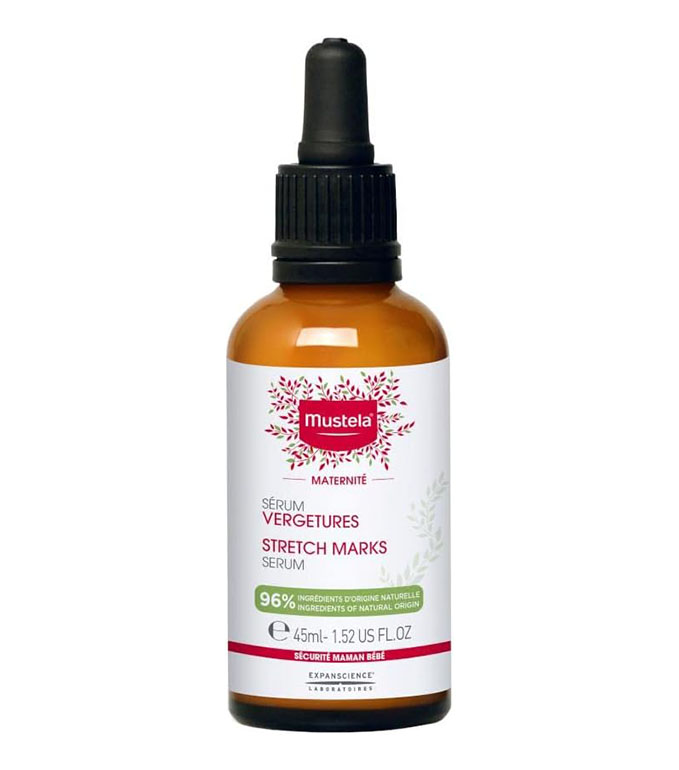 Mustela®
MATERNITÉ
SÉRUM
VERGETURES
STRETCH MARKS
SERUM
96% INGRÉDIENTS D'ORIGINE NATURELLE
INGREDIENTS OF NATURAL ORIGIN
℮ 45ml- 1.52 US FL.OZ
SÉCURITÉ MAMAN BÉBÉ
EXPANSCIENCE®
LABORATOIRES